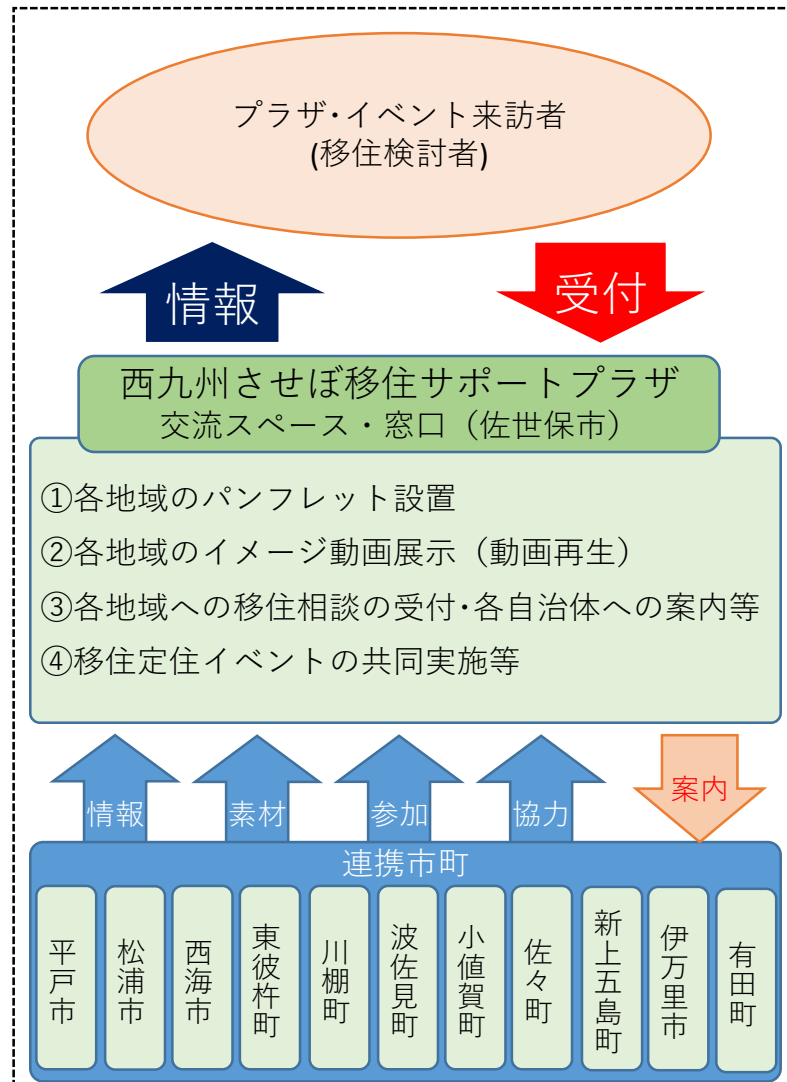 プラザ･イベント来訪者
(移住検討者)
情報
受付
西九州させぼ移住サポートプラザ
交流スペース・窓口（佐世保市）
①各地域のパンフレット設置
②各地域のイメージ動画展示（動画再生）
③各地域への移住相談の受付･各自治体への案内等
④移住定住イベントの共同実施等
情報
素材
参加
協力
案内
連携市町
平戸市
松浦市
西海市
東彼杵町
川棚町
波佐見町
小値賀町
佐々町
新上五島町
伊万里市
有田町